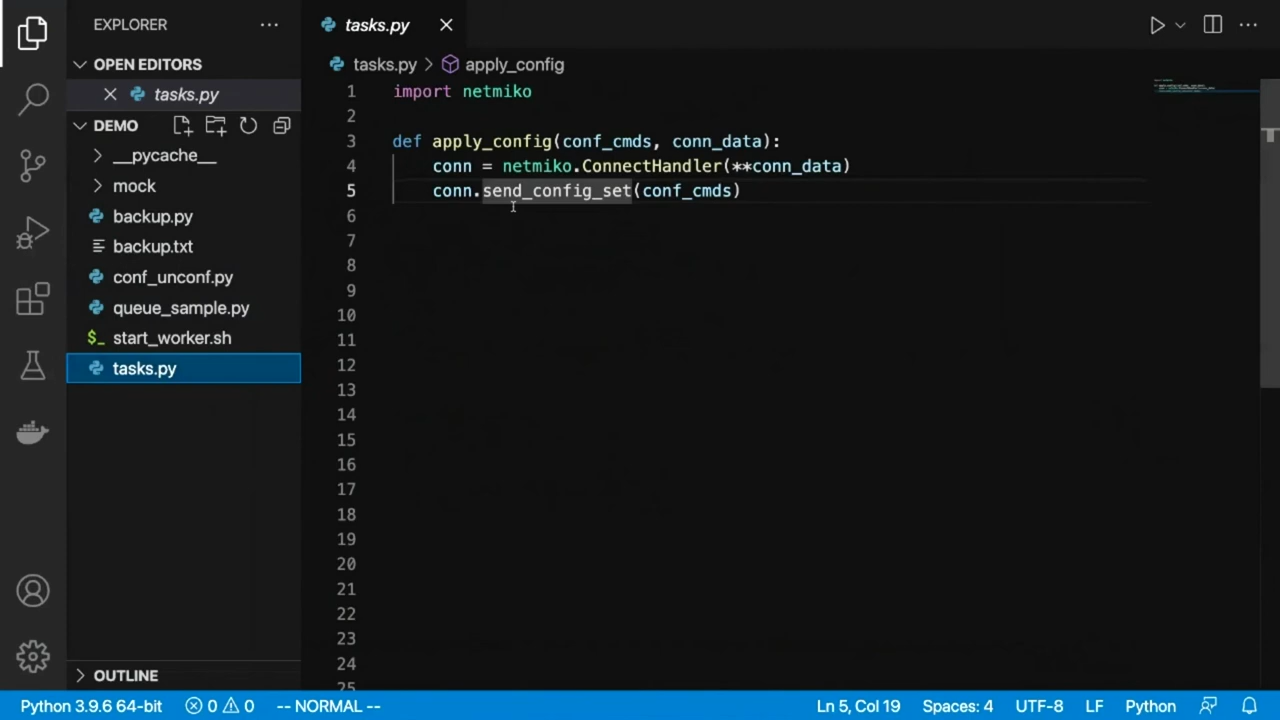 EXPLORER
OPEN EDITORS
tasks.py
DEMO
__pycache__
mock
backup.py
backup.txt
conf_unconf.py
queue_sample.py
$_ start_worker.sh
tasks.py
OUTLINE
tasks.py
tasks.py > apply_config
1 import netmiko
2
3 def apply_config(conf_cmds, conn_data):
4 conn = netmiko.ConnectHandler(**conn_data)
5 conn.send_config_set(conf_cmds)
6
7
8
9
10
11
12
13
14
15
16
17
18
19
20
21
22
23
24
25
Python 3.9.6 64-bit 0 0 -- NORMAL -- Ln 5, Col 19 Spaces: 4 UTF-8 LF Python